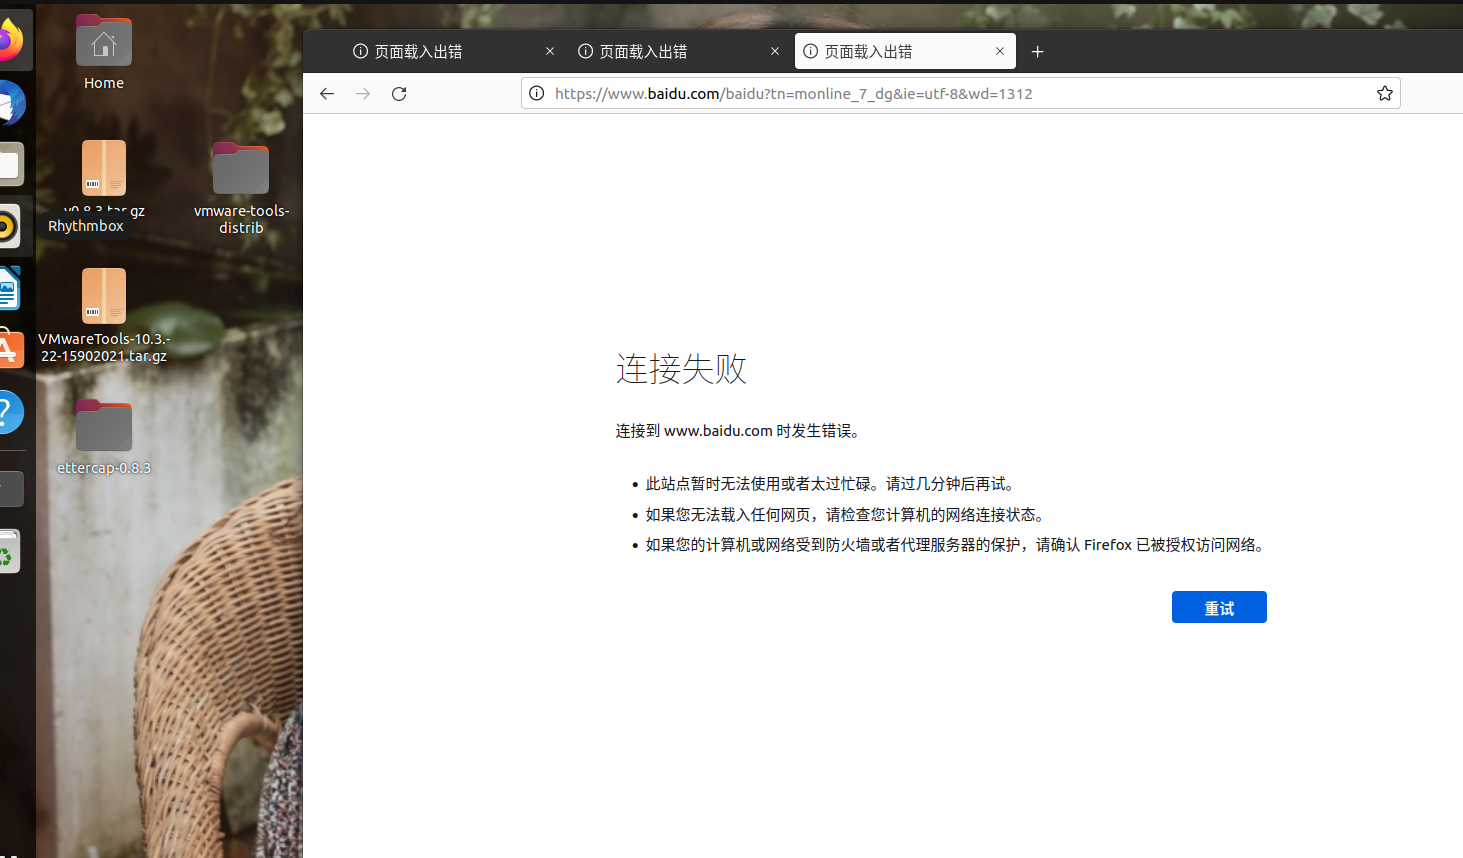 Home
v0.8.3.tar.gz
Rhythmbox
vmware-tools-
distrib
VMwareTools-10.3.-
22-15902021.tar.gz
ettercap-0.8.3
页面载入出错
页面载入出错
页面载入出错
https://www.baidu.com/baidu?tn=monline_7_dg&ie=utf-8&wd=1312
连接失败
连接到 www.baidu.com 时发生错误。
此站点暂时无法使用或者太过忙碌。请过几分钟后再试。
如果您无法载入任何网页，请检查您计算机的网络连接状态。
如果您的计算机或网络受到防火墙或者代理服务器的保护，请确认 Firefox 已被授权访问网络。
重试